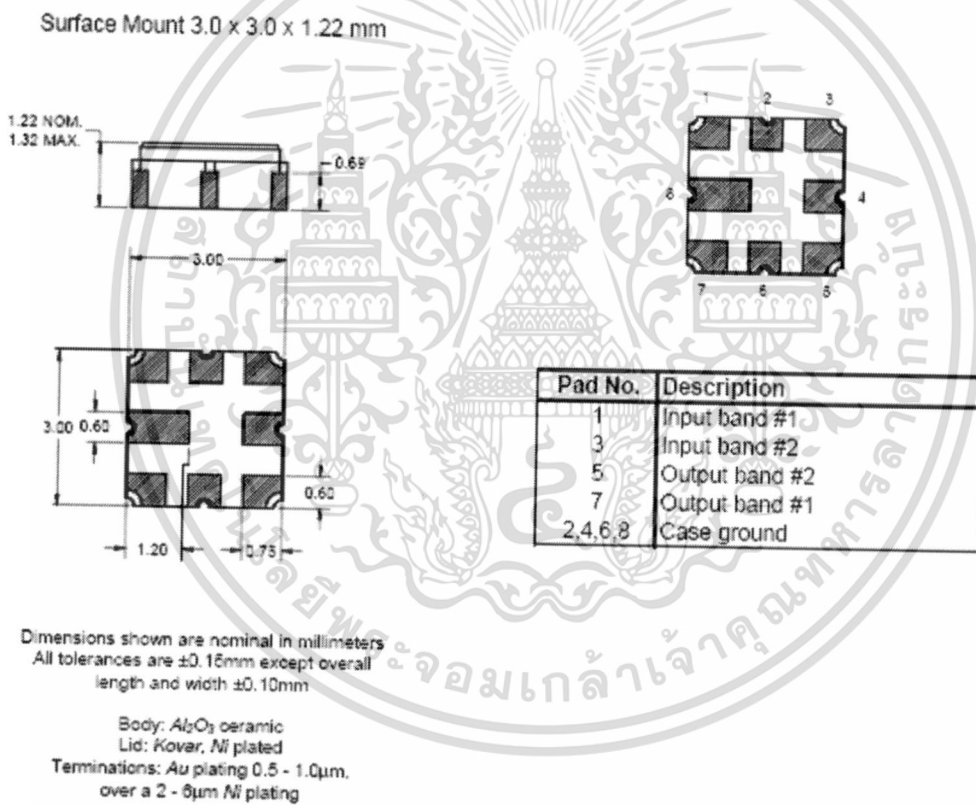 Surface Mount 3.0 x 3.0 x 1.22 mm
1.22 NOM.
1.32 MAX.
0.69
3.00
1 2 3
8 4
7 6 5
3.00 0.60
0.60
1.20 0.75
Pad No. Description
1 Input band #1
3 Input band #2
5 Output band #2
7 Output band #1
2,4,6,8 Case ground
Dimensions shown are nominal in millimeters
All tolerances are ±0.15mm except overall
length and width ±0.10mm
Body: Al₂O₃ ceramic
Lid: Kovar, Ni plated
Terminations: Au plating 0.5 - 1.0µm,
over a 2 - 6µm Ni plating
พระจอมเกล้าเจ้าคุณทหารลาดกระบัง